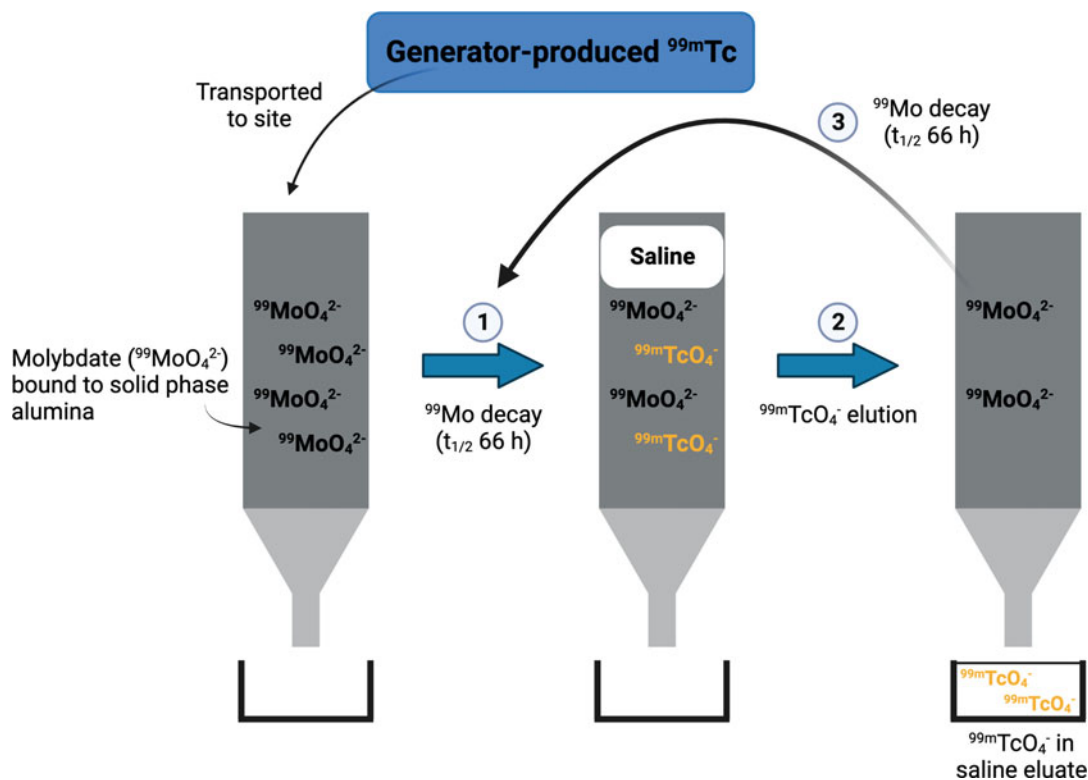 Generator-produced ⁹⁹ᵐTc
Transported
to site
3
⁹⁹Mo decay
(t₁/₂ 66 h)
Saline
⁹⁹MoO₄²⁻
⁹⁹MoO₄²⁻
⁹⁹MoO₄²⁻
⁹⁹MoO₄²⁻
Molybdate (⁹⁹MoO₄²⁻)
bound to solid phase
alumina
1
⁹⁹Mo decay
(t₁/₂ 66 h)
⁹⁹MoO₄²⁻
⁹⁹ᵐTcO₄⁻
⁹⁹MoO₄²⁻
⁹⁹ᵐTcO₄⁻
2
⁹⁹ᵐTcO₄⁻ elution
⁹⁹MoO₄²⁻
⁹⁹MoO₄²⁻
⁹⁹ᵐTcO₄⁻
⁹⁹ᵐTcO₄⁻
⁹⁹ᵐTcO₄⁻ in
saline eluate